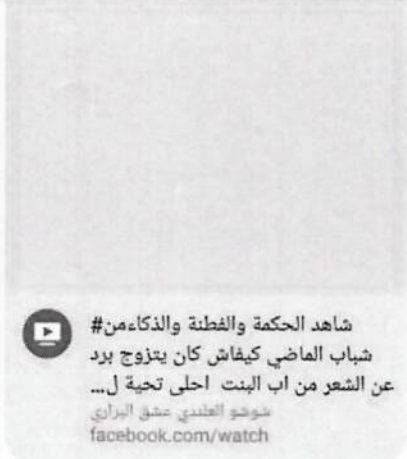 شاهد الحكمة والفطنة والذكاءمن#
شباب الماضي كيفاش كان يتزوج برد
عن الشعر من اب البنت احلى تحية ل...
شوشو العلندي عشق البراري
facebook.com/watch